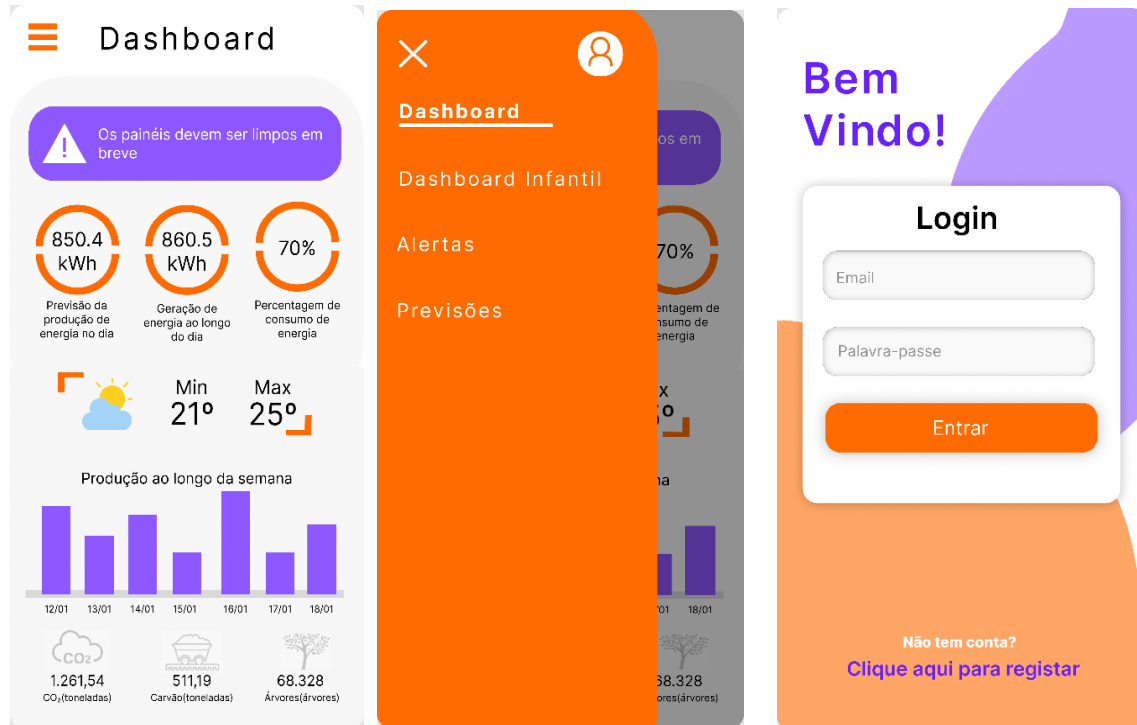 Dashboard
Os painéis devem ser limpos em
breve
850.4
kWh
860.5
kWh
70%
Previsão da
produção de
energia no dia
Geração de
energia ao longo
do dia
Percentagem de
consumo de
energia
Min
21º
Max
25º
Produção ao longo da semana
12/01
13/01
14/01
15/01
16/01
17/01
18/01
CO₂
1.261,54
CO₂(toneladas)
511,19
Carvão(toneladas)
68.328
Árvores(árvores)
Dashboard
Dashboard Infantil
Alertas
Previsões
os em
70%
entagem de
nsumo de
energia
x
º
na
/01
18/01
68.328
ores(árvores)
Bem
Vindo!
Login
Email
Palavra-passe
Entrar
Não tem conta?
Clique aqui para registar